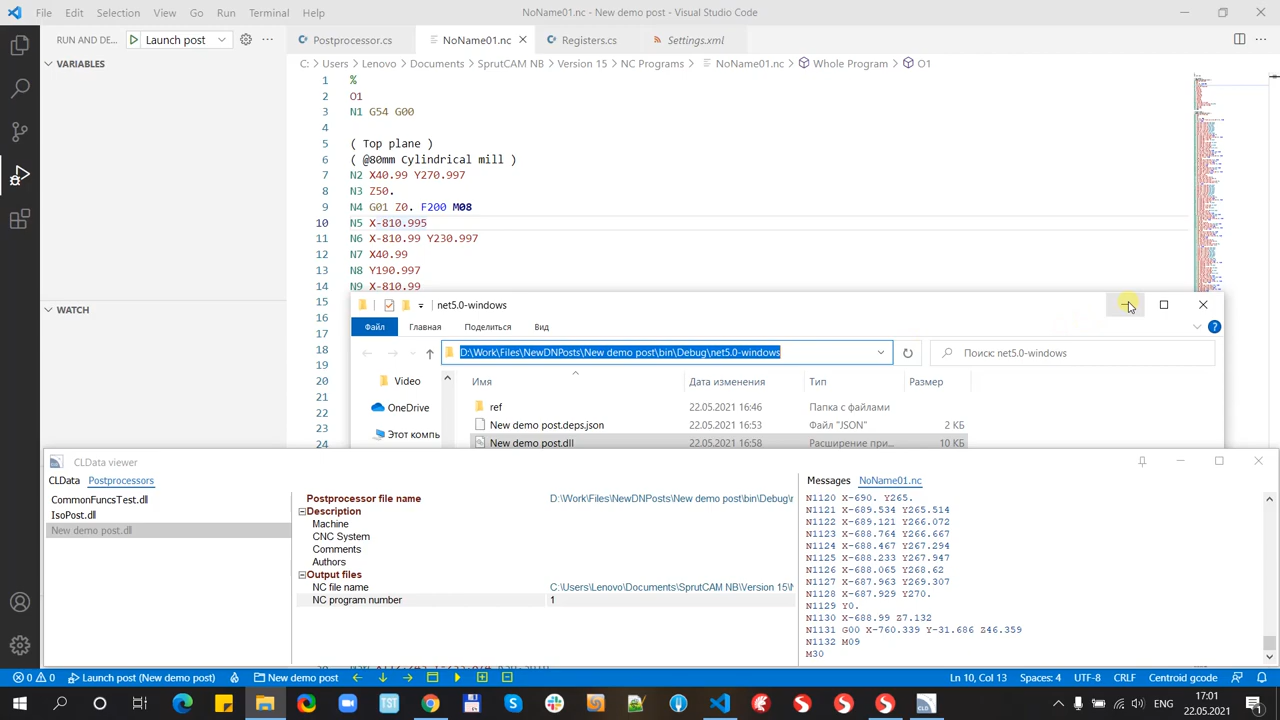 File Edit Selection View Go Run Terminal Help
NoName01.nc - New demo post - Visual Studio Code
RUN AND DE... Launch post
Postprocessor.cs NoName01.nc Registers.cs Settings.xml
VARIABLES
C: > Users > Lenovo > Documents > SprutCAM NB > Version 15 > NC Programs > NoName01.nc > Whole Program > O1
1 %
2 O1
3 N1 G54 G00
4
5 ( Top plane )
6 ( @80mm Cylindrical mill )
7 N2 X40.99 Y270.997
8 N3 Z50.
9 N4 G01 Z0. F200 M08
10 N5 X-810.995
11 N6 X-810.99 Y230.997
12 N7 X40.99
13 N8 Y190.997
14 N9 X-810.99
15
16
17
18
19
20
21
22
23
24
WATCH
net5.0-windows
Файл Главная Поделиться Вид
D:\Work\Files\NewDNPosts\New demo post\bin\Debug\net5.0-windows
Поиск: net5.0-windows
Video
OneDrive
Этот компь
Имя Дата изменения Тип Размер
ref 22.05.2021 16:46 Папка с файлами
New demo post.deps.json 22.05.2021 16:53 Файл "JSON" 2 КБ
New demo post.dll 22.05.2021 16:58 Расширение при... 10 КБ
CLData viewer
CLData Postprocessors
CommonFuncsTest.dll
IsoPost.dll
New demo post.dll
Postprocessor file name D:\Work\Files\NewDNPosts\New demo post\bin\Debug\r
Description
Machine
CNC System
Comments
Authors
Output files
NC file name C:\Users\Lenovo\Documents\SprutCAM NB\Version 15\
NC program number 1
Messages NoName01.nc
N1120 X-690. Y265.
N1121 X-689.534 Y265.514
N1122 X-689.121 Y266.072
N1123 X-688.764 Y266.667
N1124 X-688.467 Y267.294
N1125 X-688.233 Y267.947
N1126 X-688.065 Y268.62
N1127 X-687.963 Y269.307
N1128 X-687.929 Y270.
N1129 Y0.
N1130 X-688.99 Z7.132
N1131 G00 X-760.339 Y-31.686 Z46.359
N1132 M09
M30
0 0 Launch post (New demo post) New demo post
Ln 10, Col 13 Spaces: 4 UTF-8 CRLF Centroid gcode
ENG
17:01
22.05.2021